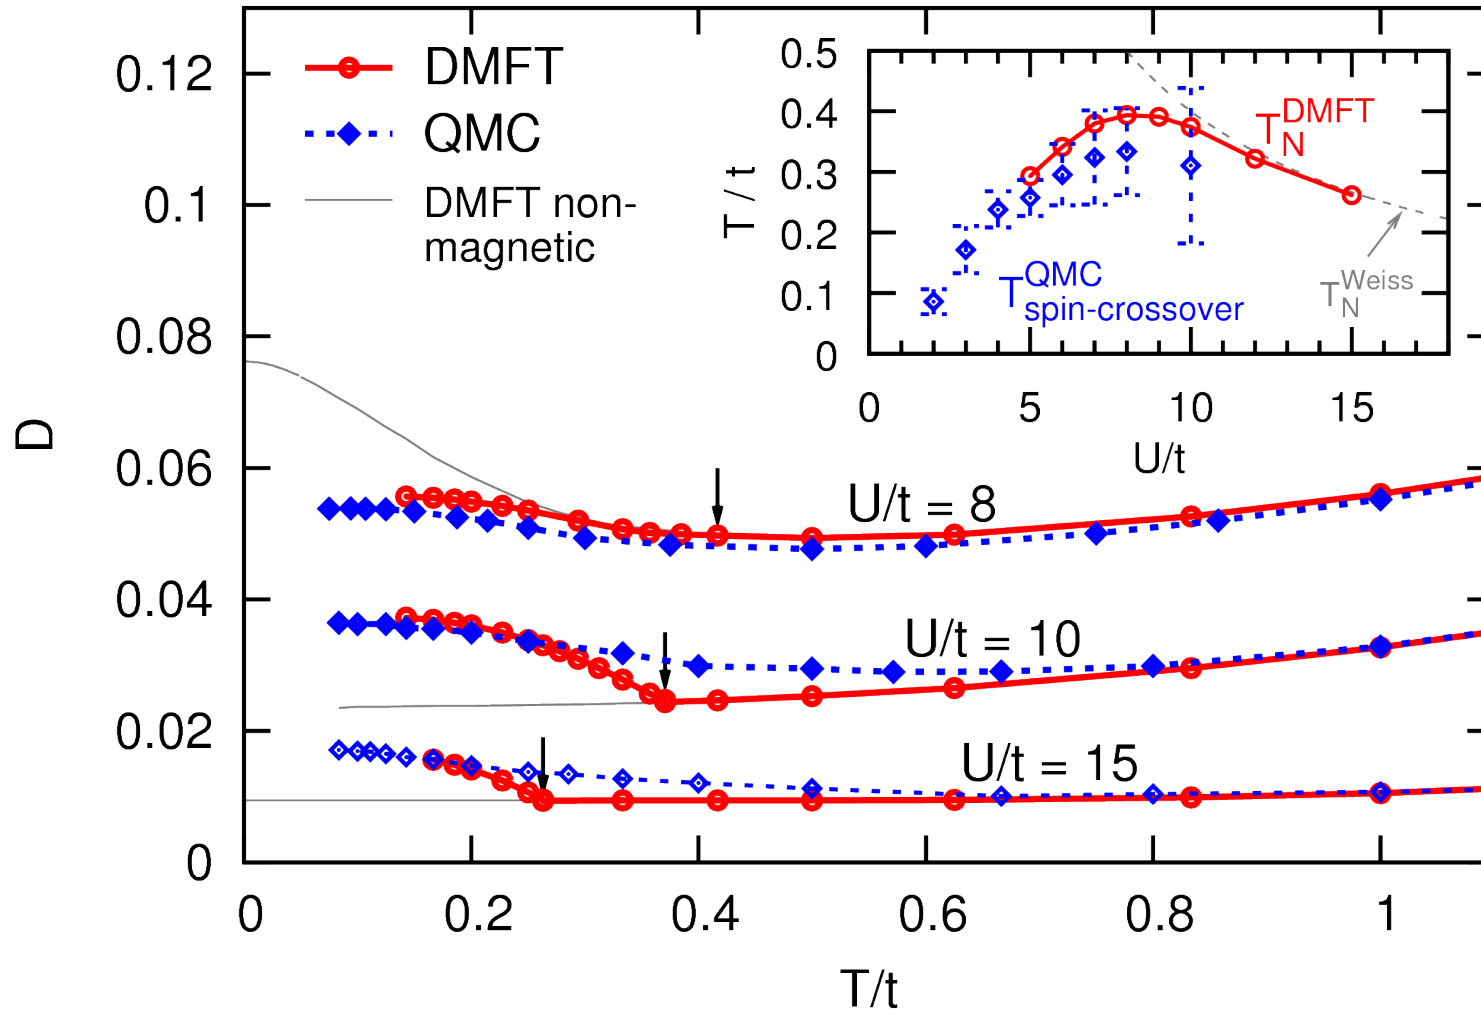 0.12
0.1
0.08
0.06
0.04
0.02
0
D
DMFT
QMC
DMFT non-
magnetic
0.5
0.4
0.3
0.2
0.1
0
T / t
T_N^DMFT
T_spin-crossover^QMC
T_N^Weiss
0 5 10 15
U/t
U/t = 8
U/t = 10
U/t = 15
0 0.2 0.4 0.6 0.8 1
T/t